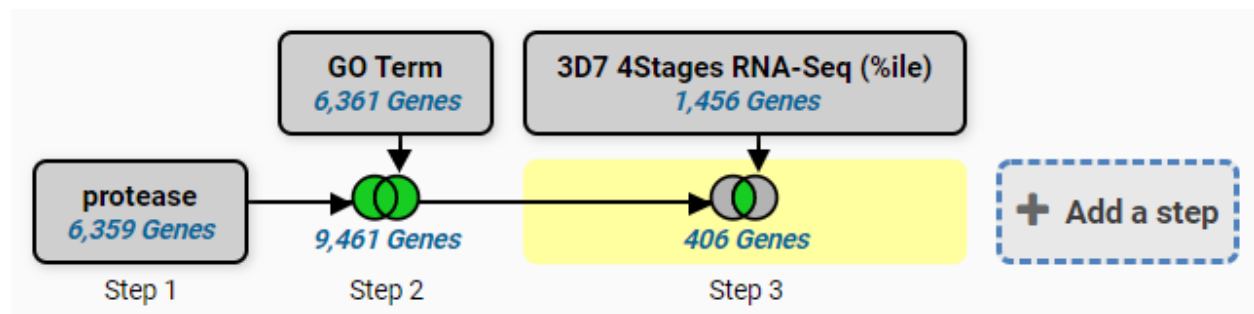 GO Term
6,361 Genes
3D7 4Stages RNA-Seq (%ile)
1,456 Genes
protease
6,359 Genes
9,461 Genes
406 Genes
+ Add a step
Step 1
Step 2
Step 3